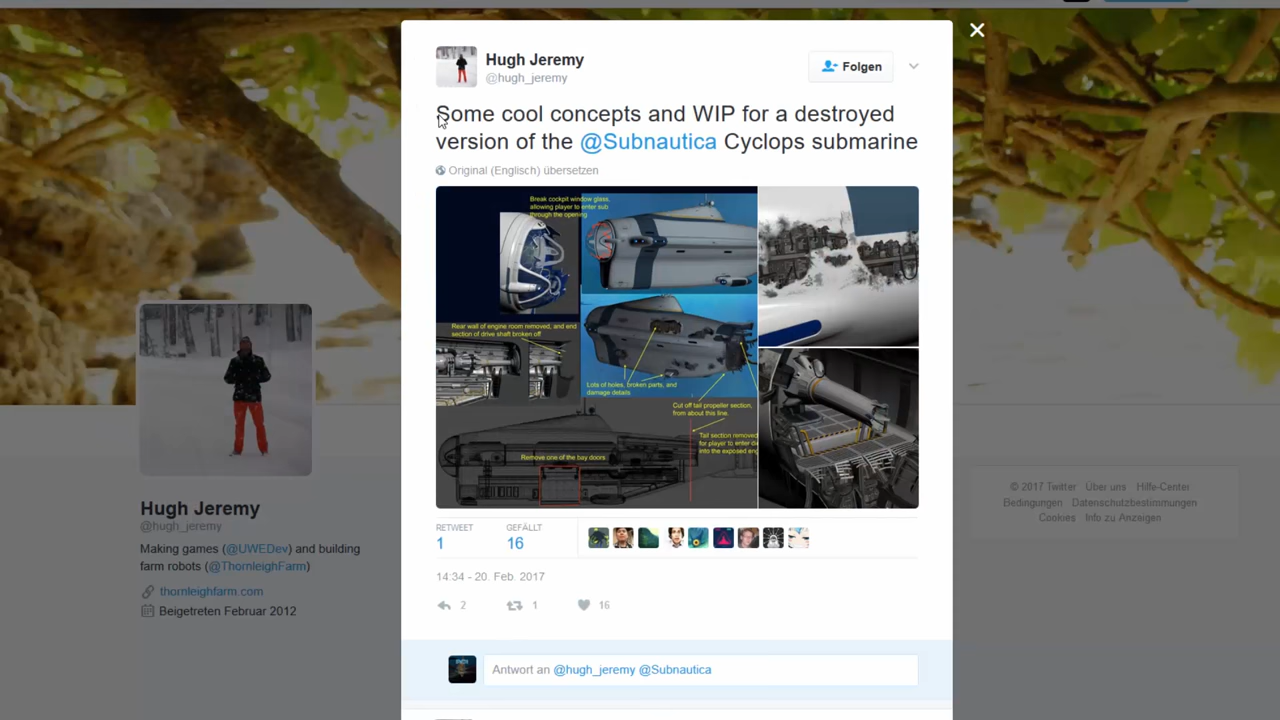 Hugh Jeremy
@hugh_jeremy
Folgen
Some cool concepts and WIP for a destroyed
version of the @Subnautica Cyclops submarine
Original (Englisch) übersetzen
Break cockpit window glass,
allowing player to enter sub
through the opening
Rear wall of engine room removed, and end
section of drive shaft broken off
Lots of holes, broken parts, and
damage details
Cut off tail propeller section,
from about this line.
Tail section removed
for player to enter
into the exposed
Remove one of the bay doors
RETWEET
1
GEFÄLLT
16
14:34 - 20. Feb. 2017
2
1
16
Antwort an @hugh_jeremy @Subnautica
Hugh Jeremy
@hugh_jeremy
Making games (@UWEDev) and building
farm robots (@ThornleighFarm)
thornleighfarm.com
Beigetreten Februar 2012
© 2017 Twitter Über uns Hilfe-Center
Bedingungen Datenschutzbestimmungen
Cookies Info zu Anzeigen